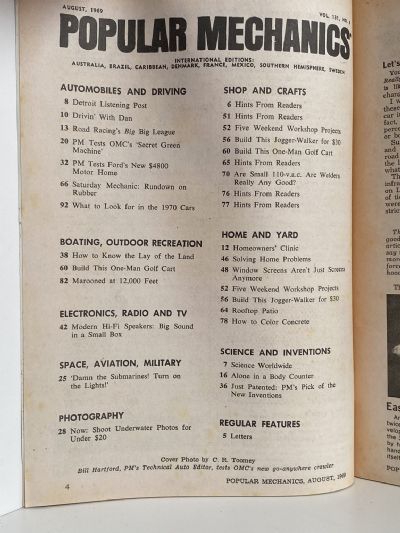 AUGUST, 1969
VOL. 131, NO.
POPULAR MECHANICS
INTERNATIONAL EDITIONS:
AUSTRALIA, BRAZIL, CARIBBEAN, DENMARK, FRANCE, MEXICO, SOUTHERN HEMISPHERE, SWEDEN
AUTOMOBILES AND DRIVING
8 Detroit Listening Post
10 Drivin' With Dan
13 Road Racing's Big Big League
20 PM Tests OMC's 'Secret Green
Machine'
32 PM Tests Ford's New $4800
Motor Home
66 Saturday Mechanic: Rundown on
Rubber
92 What to Look for in the 1970 Cars
BOATING, OUTDOOR RECREATION
38 How to Know the Lay of the Land
60 Build This One-Man Golf Cart
82 Marooned at 12,000 Feet
ELECTRONICS, RADIO AND TV
42 Modern Hi-Fi Speakers: Big Sound
in a Small Box
SPACE, AVIATION, MILITARY
25 'Damn the Submarines! Turn on
the Lights!'
PHOTOGRAPHY
28 Now: Shoot Underwater Photos for
Under $20
SHOP AND CRAFTS
6 Hints From Readers
51 Hints From Readers
52 Five Weekend Workshop Projects
56 Build This Jogger-Walker for $30
60 Build This One-Man Golf Cart
65 Hints From Readers
70 Are Small 110-v.a.c. Arc Welders
Really Any Good?
76 Hints From Readers
77 Hints From Readers
HOME AND YARD
12 Homeowners' Clinic
46 Solving Home Problems
48 Window Screens Aren't Just Screens
Anymore
52 Five Weekend Workshop Projects
56 Build This Jogger-Walker for $30
64 Rooftop Patio
78 How to Color Concrete
SCIENCE AND INVENTIONS
7 Science Worldwide
16 Alone in a Body Counter
36 Just Patented: PM's Pick of the
New Inventions
REGULAR FEATURES
5 Letters
Cover Photo by C. R. Toomey
Bill Hartford, PM's Technical Auto Editor, tests OMC's new go-anywhere crawler
4
POPULAR MECHANICS, AUGUST, 1969